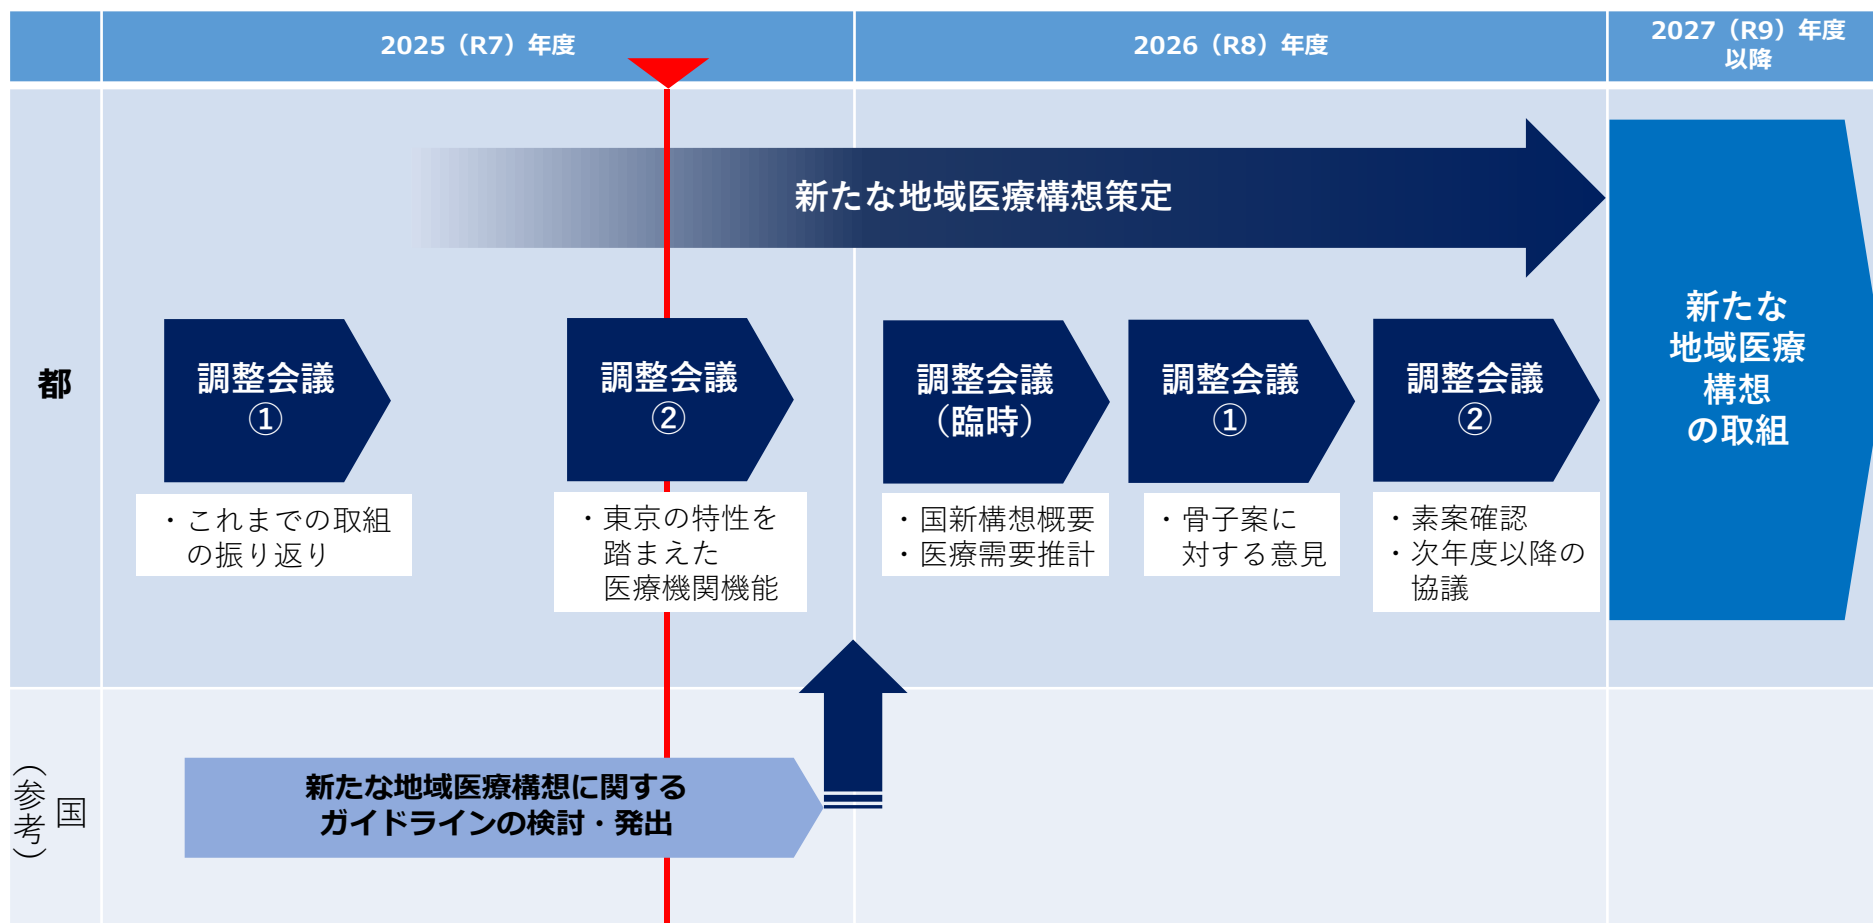 2025（R7）年度
2026（R8）年度
2027（R9）年度
以降
都
新たな地域医療構想策定
調整会議
①
調整会議
②
調整会議
（臨時）
調整会議
①
調整会議
②
・これまでの取組
の振り返り
・東京の特性を
踏まえた
医療機関機能
・国新構想概要
・医療需要推計
・骨子案に
対する意見
・素案確認
・次年度以降の
協議
新たな
地域医療
構想
の取組
国
（参考）
新たな地域医療構想に関する
ガイドラインの検討・発出